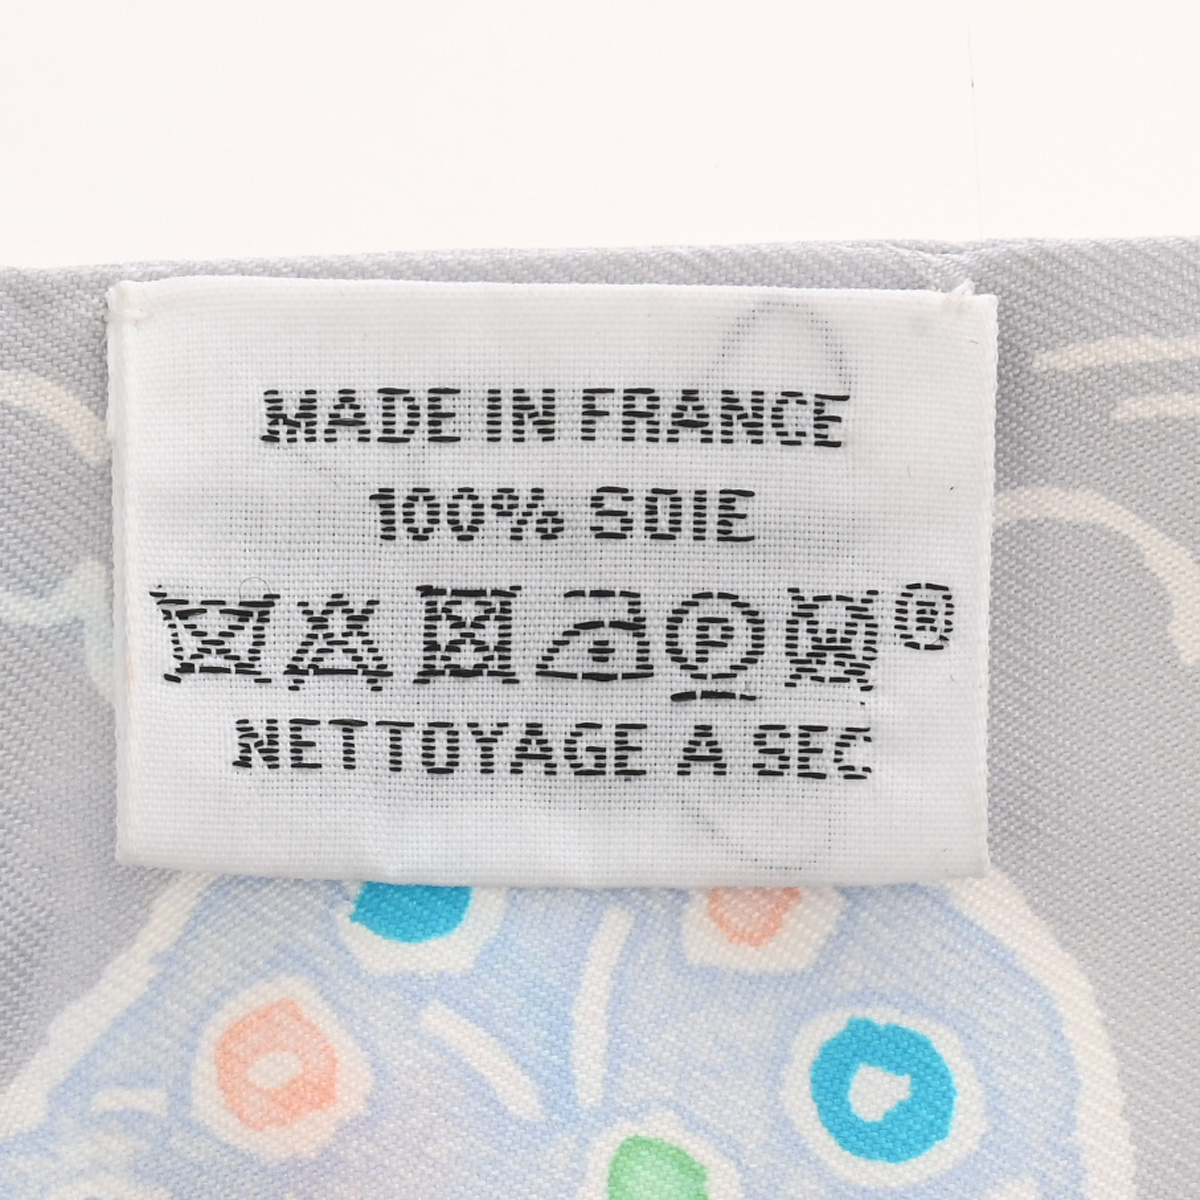 MADE IN FRANCE
100% SOIE
F W ®
NETTOYAGE A SEC